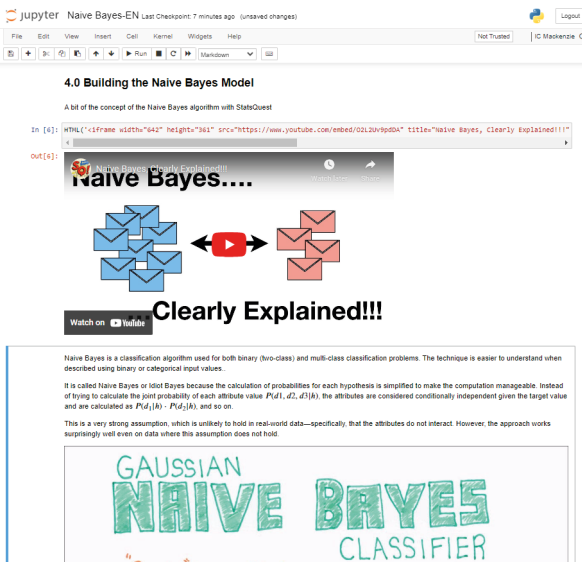 jupyter Naive Bayes-EN Last Checkpoint: 7 minutes ago (unsaved changes)
Logout
File Edit View Insert Cell Kernel Widgets Help
Not Trusted
IC Mackenzie
Run
Markdown
4.0 Building the Naive Bayes Model
A bit of the concept of the Naive Bayes algorithm with StatsQuest
In [6]: HTML('<iframe width="642" height="361" src="https://www.youtube.com/embed/O2L2Uv9pdDA" title="Naive Bayes, Clearly Explained!!!"
Out[6]:
Naive Bayes, Clearly Explained!!!
Watch later
Share
Naive Bayes....
Watch on YouTube
... Clearly Explained!!!
Naive Bayes is a classification algorithm used for both binary (two-class) and multi-class classification problems. The technique is easier to understand when
described using binary or categorical input values..
It is called Naive Bayes or Idiot Bayes because the calculation of probabilities for each hypothesis is simplified to make the computation manageable. Instead
of trying to calculate the joint probability of each attribute value P(d1, d2, d3|h), the attributes are considered conditionally independent given the target value
and are calculated as P(d₁|h) · P(d₂|h), and so on.
This is a very strong assumption, which is unlikely to hold in real-world data—specifically, that the attributes do not interact. However, the approach works
surprisingly well even on data where this assumption does not hold.
GAUSSIAN
NAIVE BAYES
CLASSIFIER